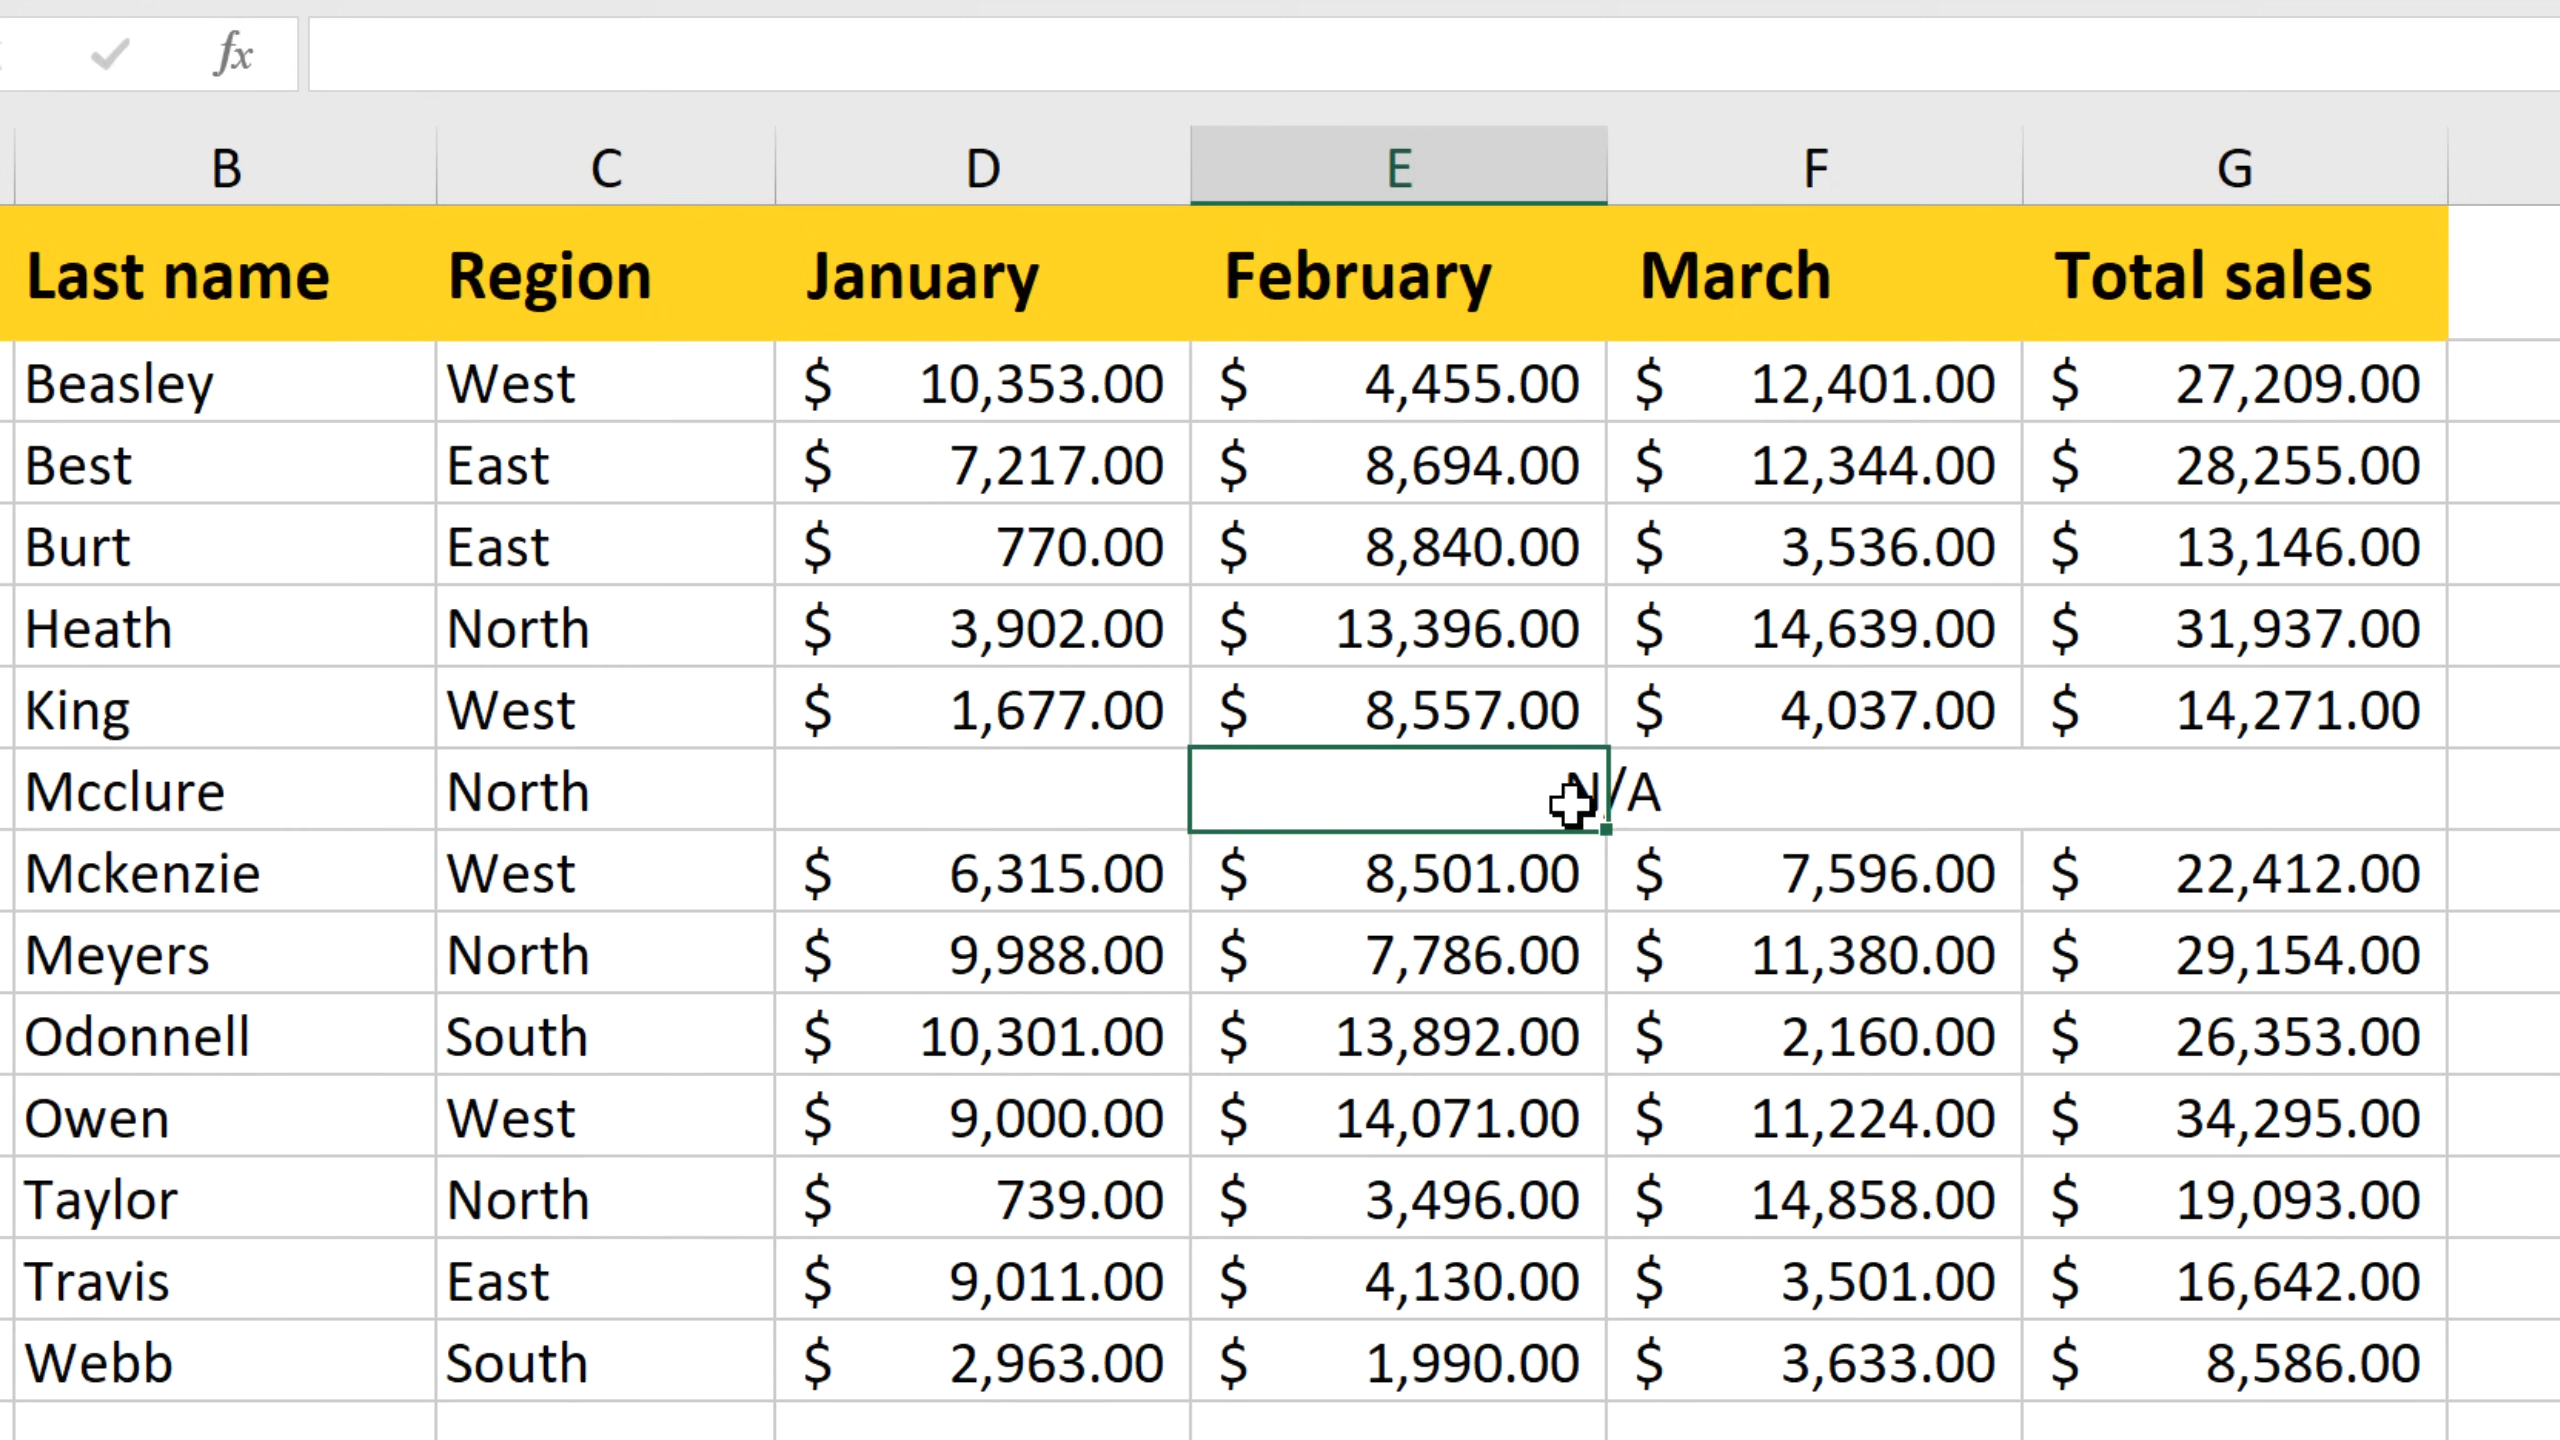 fx
B C D E F G
Last name Region January February March Total sales
Beasley West $ 10,353.00 $ 4,455.00 $ 12,401.00 $ 27,209.00
Best East $ 7,217.00 $ 8,694.00 $ 12,344.00 $ 28,255.00
Burt East $ 770.00 $ 8,840.00 $ 3,536.00 $ 13,146.00
Heath North $ 3,902.00 $ 13,396.00 $ 14,639.00 $ 31,937.00
King West $ 1,677.00 $ 8,557.00 $ 4,037.00 $ 14,271.00
Mcclure North N/A
Mckenzie West $ 6,315.00 $ 8,501.00 $ 7,596.00 $ 22,412.00
Meyers North $ 9,988.00 $ 7,786.00 $ 11,380.00 $ 29,154.00
Odonnell South $ 10,301.00 $ 13,892.00 $ 2,160.00 $ 26,353.00
Owen West $ 9,000.00 $ 14,071.00 $ 11,224.00 $ 34,295.00
Taylor North $ 739.00 $ 3,496.00 $ 14,858.00 $ 19,093.00
Travis East $ 9,011.00 $ 4,130.00 $ 3,501.00 $ 16,642.00
Webb South $ 2,963.00 $ 1,990.00 $ 3,633.00 $ 8,586.00